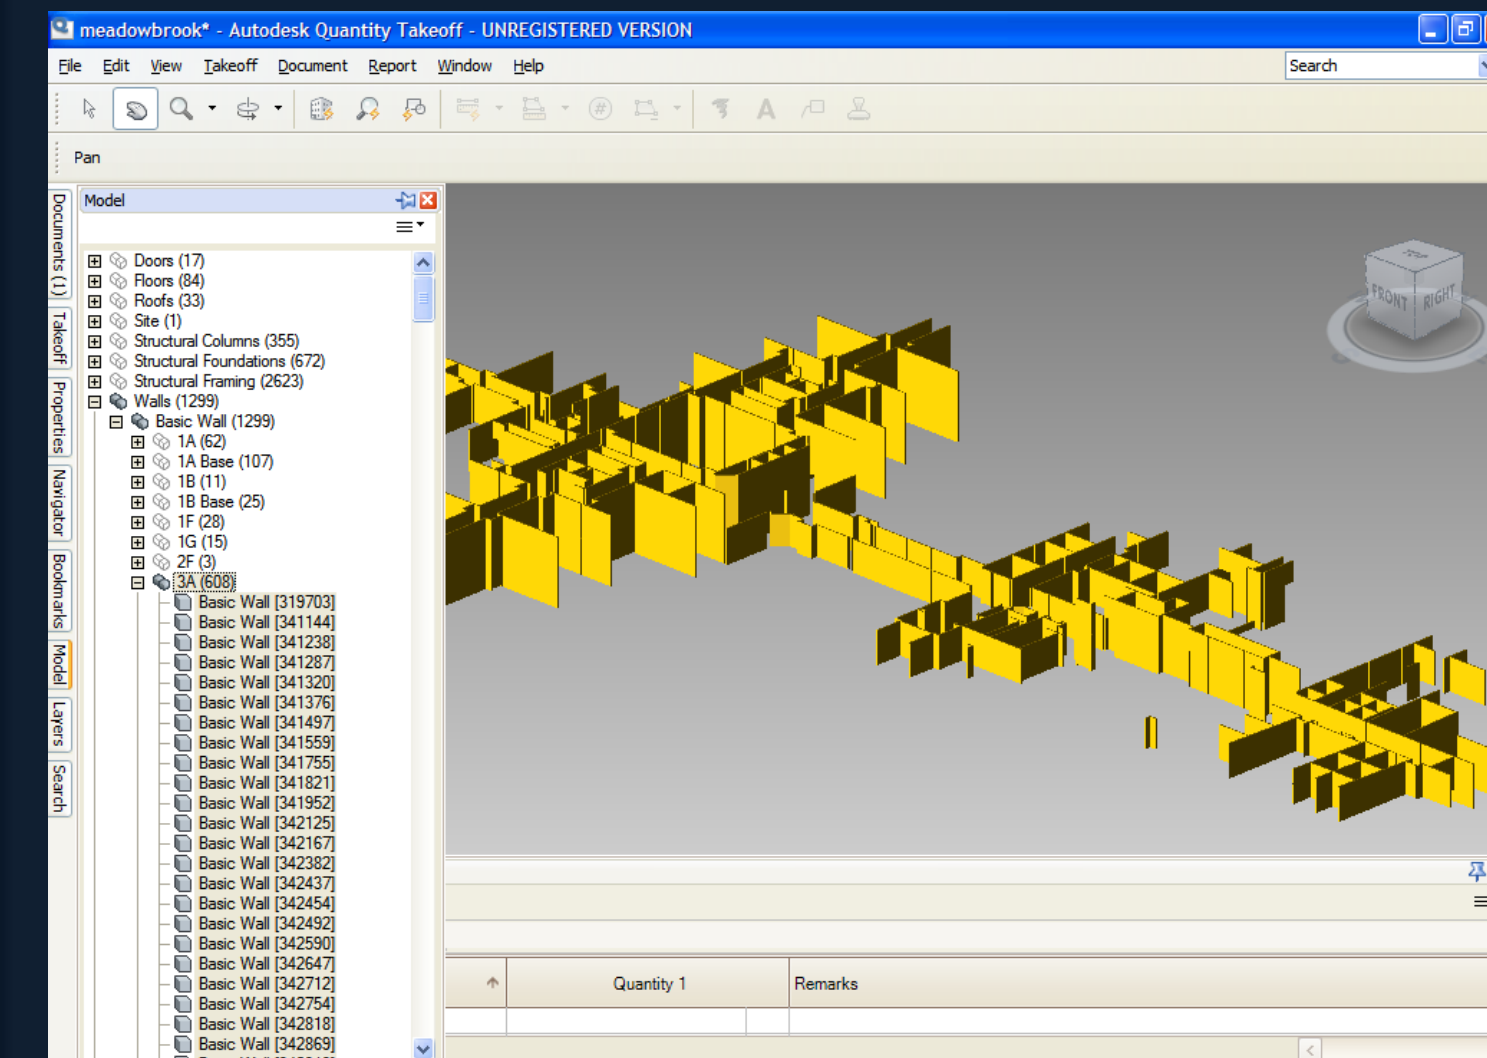 meadowbrook* - Autodesk Quantity Takeoff - UNREGISTERED VERSION
File Edit View Takeoff Document Report Window Help
Search
Pan
Documents (1)
Takeoff
Properties
Navigator
Bookmarks
Model
Layers
Search
Model
Doors (17)
Floors (84)
Roofs (33)
Site (1)
Structural Columns (355)
Structural Foundations (672)
Structural Framing (2623)
Walls (1299)
Basic Wall (1299)
1A (62)
1A Base (107)
1B (11)
1B Base (25)
1F (28)
1G (15)
2F (3)
3A (608)
Basic Wall [319703]
Basic Wall [341144]
Basic Wall [341238]
Basic Wall [341287]
Basic Wall [341320]
Basic Wall [341376]
Basic Wall [341497]
Basic Wall [341559]
Basic Wall [341755]
Basic Wall [341821]
Basic Wall [341952]
Basic Wall [342125]
Basic Wall [342167]
Basic Wall [342382]
Basic Wall [342437]
Basic Wall [342454]
Basic Wall [342492]
Basic Wall [342590]
Basic Wall [342647]
Basic Wall [342712]
Basic Wall [342754]
Basic Wall [342818]
Basic Wall [342869]
FRONT RIGHT
Quantity 1 Remarks